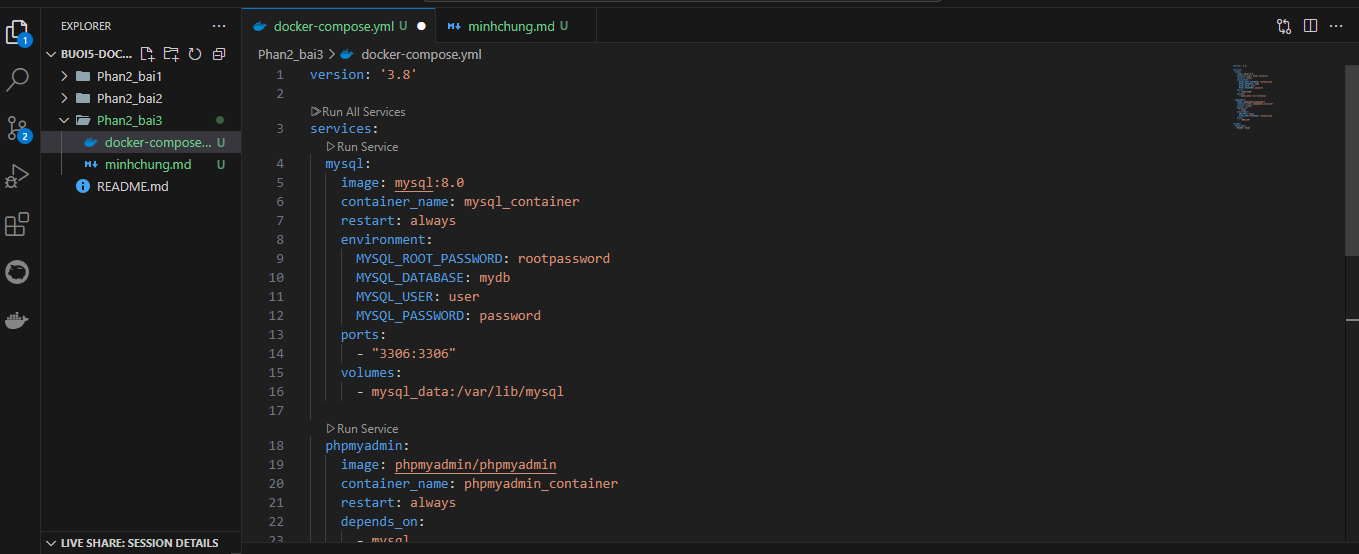 EXPLORER
BUOI5-DOC...
Phan2_bai1
Phan2_bai2
Phan2_bai3
docker-compose... U
minhchung.md U
README.md
LIVE SHARE: SESSION DETAILS
1
2
docker-compose.yml U
minhchung.md U
Phan2_bai3 > docker-compose.yml
1 version: '3.8'
2
Run All Services
3 services:
Run Service
4 mysql:
5 image: mysql:8.0
6 container_name: mysql_container
7 restart: always
8 environment:
9 MYSQL_ROOT_PASSWORD: rootpassword
10 MYSQL_DATABASE: mydb
11 MYSQL_USER: user
12 MYSQL_PASSWORD: password
13 ports:
14 - "3306:3306"
15 volumes:
16 - mysql_data:/var/lib/mysql
17
Run Service
18 phpmyadmin:
19 image: phpmyadmin/phpmyadmin
20 container_name: phpmyadmin_container
21 restart: always
22 depends_on:
23 - mysql